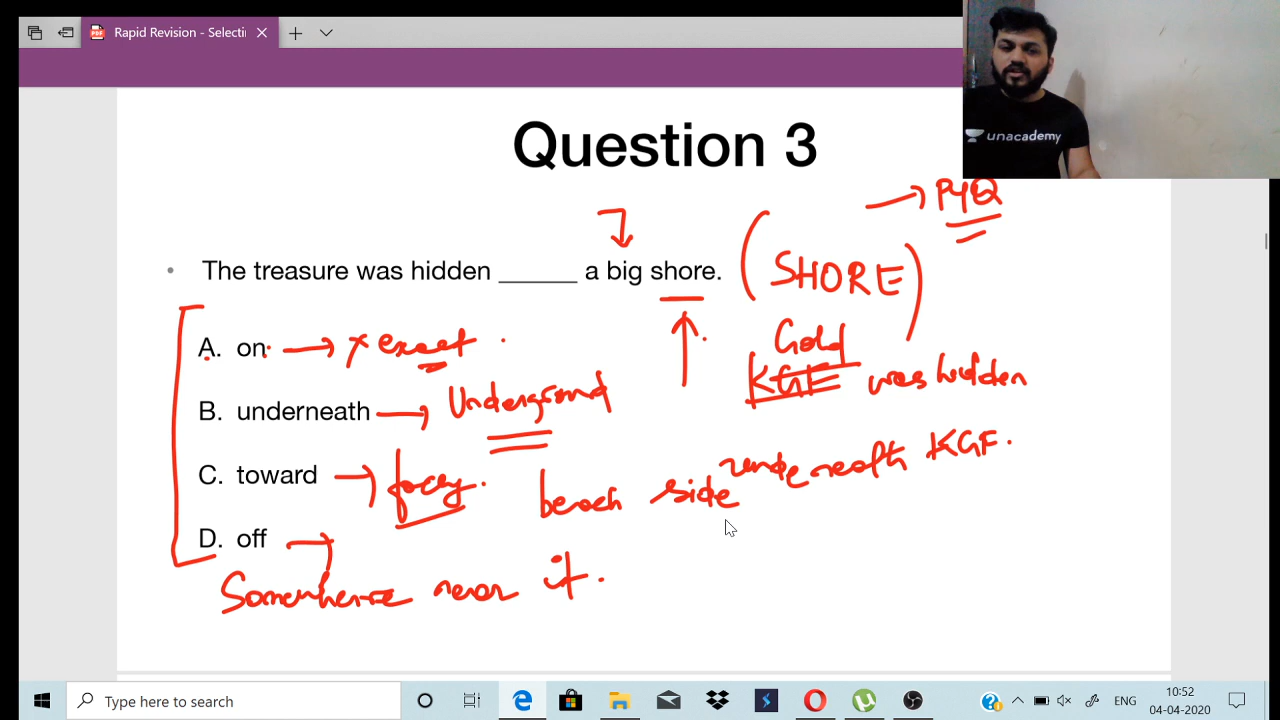 Rapid Revision - Selecti
unacademy
Question 3
PYQ
• The treasure was hidden ______ a big shore.
(SHORE)
A. on → x exact.
Gold
KGF was hidden
B. underneath → Underground
underneath KGF.
C. toward →
beach side
D. off →
Somewhere near it.
Type here to search
ENG
10:52
04-04-2020